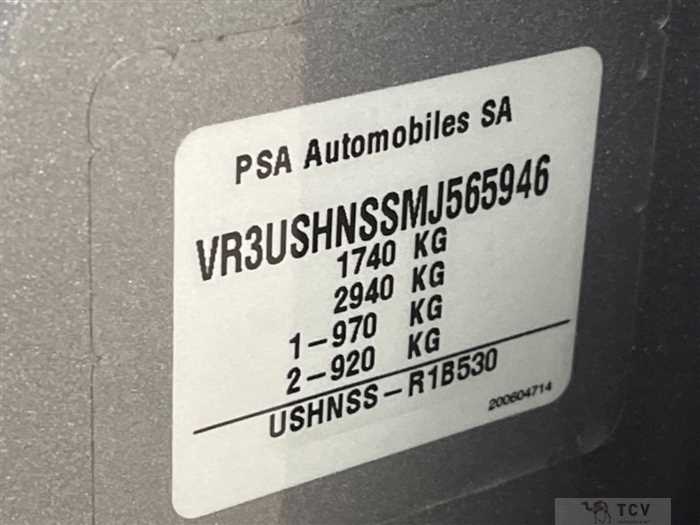 PSA Automobiles SA
VR3USHNSSMJ565946
1740 KG
2940 KG
1-970 KG
2-920 KG
USHNSS-R1B530
200604714
TCV